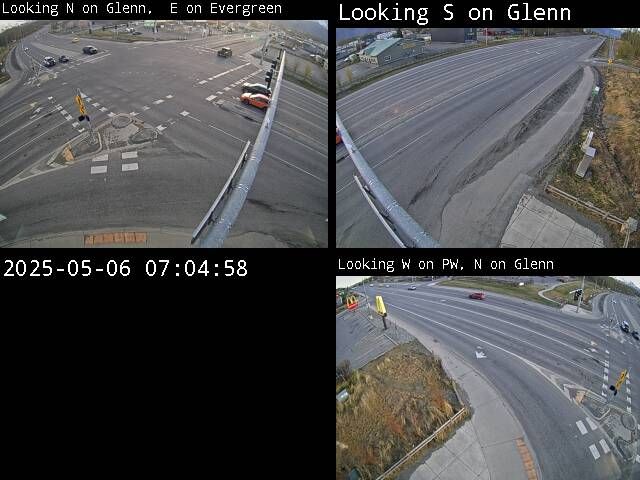 Looking N on Glenn,  E on Evergreen
Looking S on Glenn
2025-05-06 07:04:58
Looking W on PW, N on Glenn